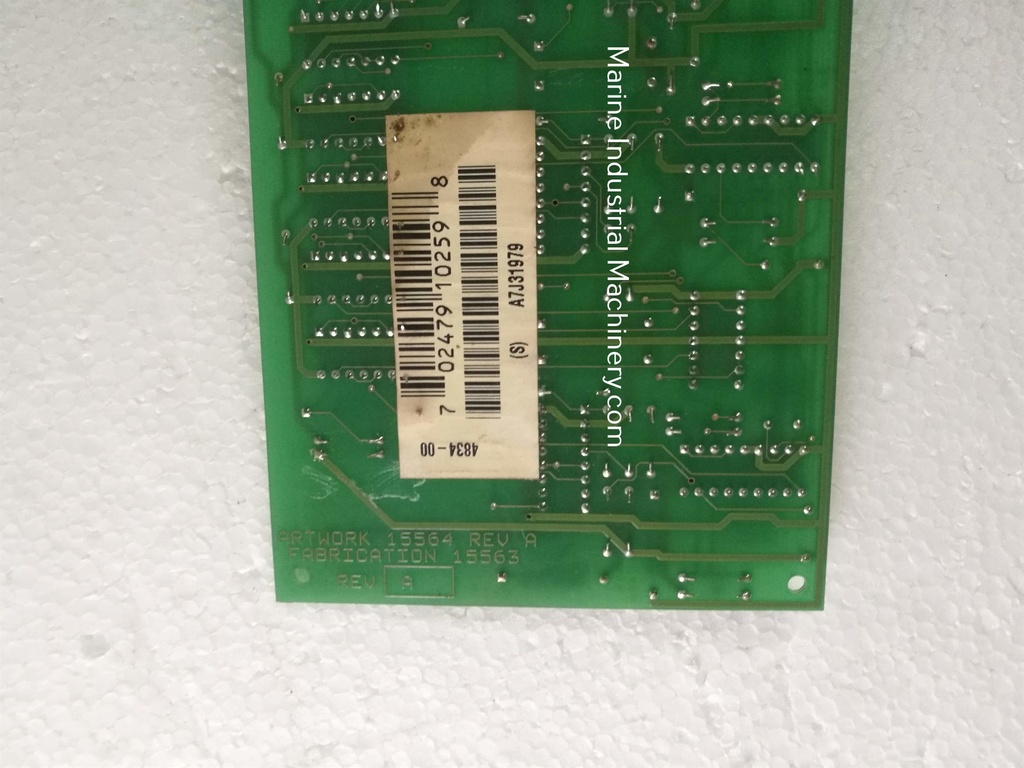 Marine Industrial Machinery.com
7 02479 10259 8
(S) A7J31979
4834-00
ARTWORK 15564 REV A
FABRICATION 15563
REV A